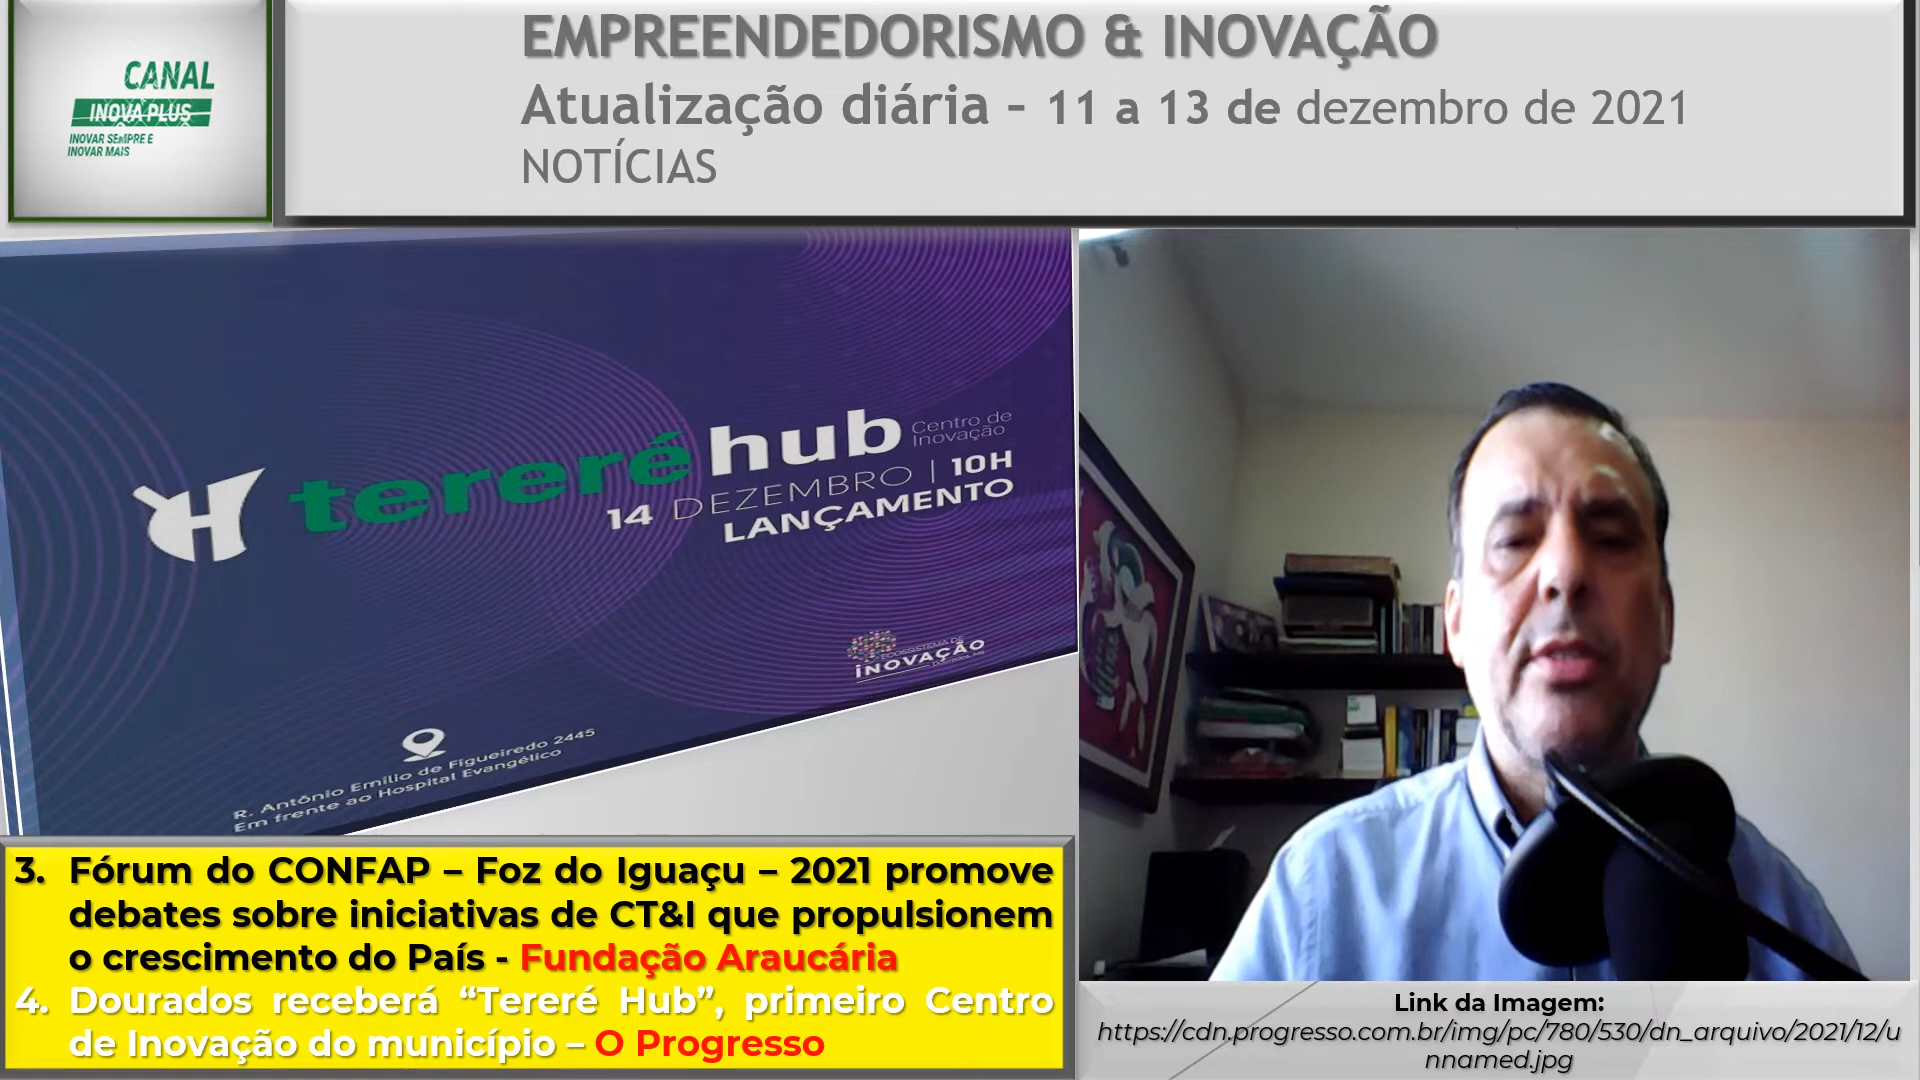 CANAL
INOVA PLUS
INOVAR SEMPRE E
INOVAR MAIS
EMPREENDEDORISMO & INOVAÇÃO
Atualização diária – 11 a 13 de dezembro de 2021
NOTÍCIAS
H tereré hub Centro de
Inovação
14 DEZEMBRO | 10H
LANÇAMENTO
ECOSSISTEMA DE
INOVAÇÃO
R. Antônio Emílio de Figueiredo 2445
Em frente ao Hospital Evangélico
3. Fórum do CONFAP – Foz do Iguaçu – 2021 promove
debates sobre iniciativas de CT&I que propulsionem
o crescimento do País - Fundação Araucária
4. Dourados receberá “Tereré Hub”, primeiro Centro
de Inovação do município – O Progresso
Link da Imagem:
https://cdn.progresso.com.br/img/pc/780/530/dn_arquivo/2021/12/u
nnamed.jpg